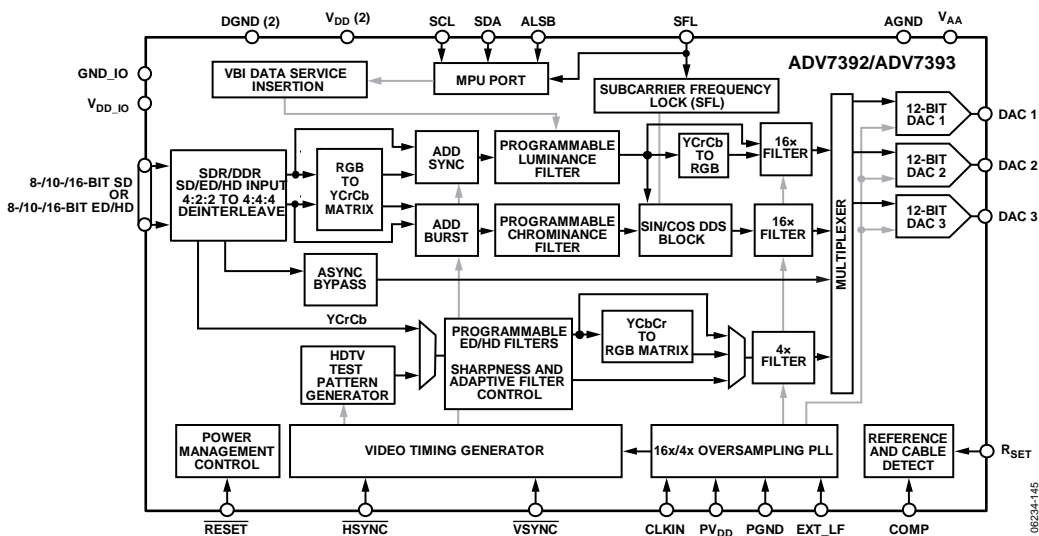 DGND (2)
VDD (2)
SCL
SDA
ALSB
SFL
AGND
VAA
GND_IO
VDD_IO
ADV7392/ADV7393
VBI DATA SERVICE
INSERTION
MPU PORT
SUBCARRIER FREQUENCY
LOCK (SFL)
8-/10-/16-BIT SD
OR
8-/10-/16-BIT ED/HD
SDR/DDR
SD/ED/HD INPUT
4:2:2 TO 4:4:4
DEINTERLEAVE
RGB
TO
YCrCb
MATRIX
ADD
SYNC
PROGRAMMABLE
LUMINANCE
FILTER
YCrCb
TO
RGB
16×
FILTER
12-BIT
DAC 1
DAC 1
12-BIT
DAC 2
DAC 2
12-BIT
DAC 3
DAC 3
ADD
BURST
PROGRAMMABLE
CHROMINANCE
FILTER
SIN/COS DDS
BLOCK
16×
FILTER
MULTIPLEXER
ASYNC
BYPASS
YCrCb
HDTV
TEST
PATTERN
GENERATOR
PROGRAMMABLE
ED/HD FILTERS
SHARPNESS AND
ADAPTIVE FILTER
CONTROL
YCbCr
TO
RGB MATRIX
4×
FILTER
POWER
MANAGEMENT
CONTROL
VIDEO TIMING GENERATOR
16x/4x OVERSAMPLING PLL
REFERENCE
AND CABLE
DETECT
RSET
RESET
HSYNC
VSYNC
CLKIN
PVDD
PGND
EXT_LF
COMP
06234-145